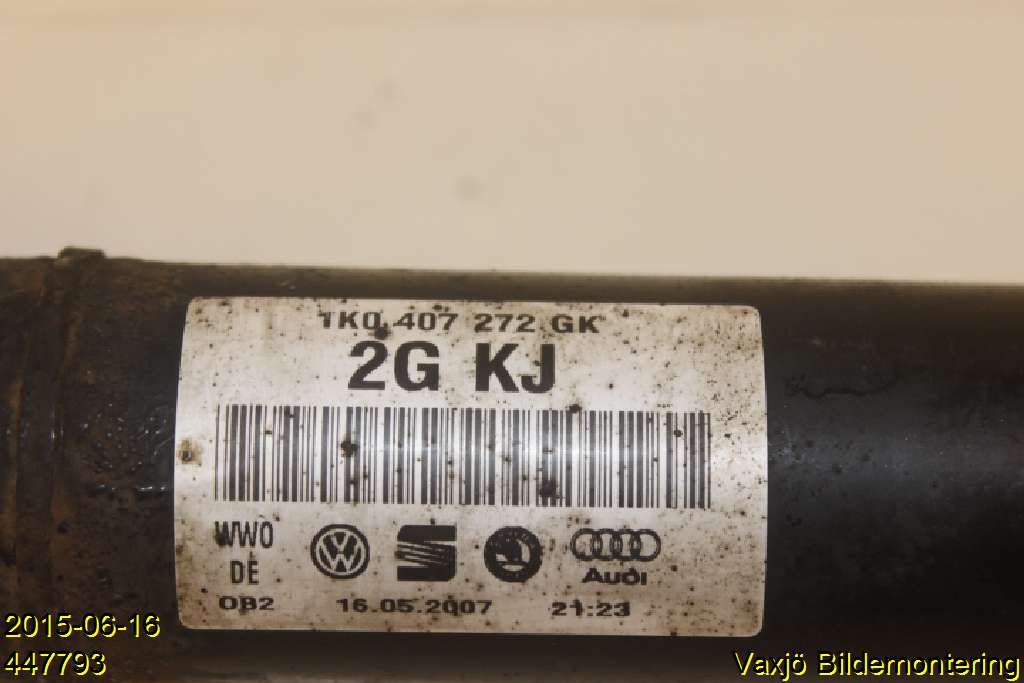 1K0 407 272 GK
2G KJ
WWO
DE
Audi
OB2 16.05.2007 21:23
2015-06-16
447793
Vaxjö Bildemontering